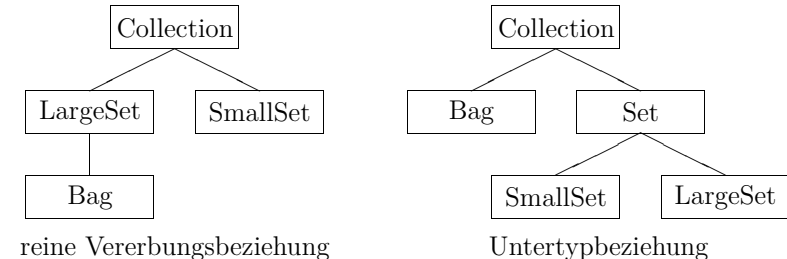 Collection Collection
LargeSet SmallSet Bag Set
Bag SmallSet LargeSet
reine Vererbungsbeziehung Untertypbeziehung